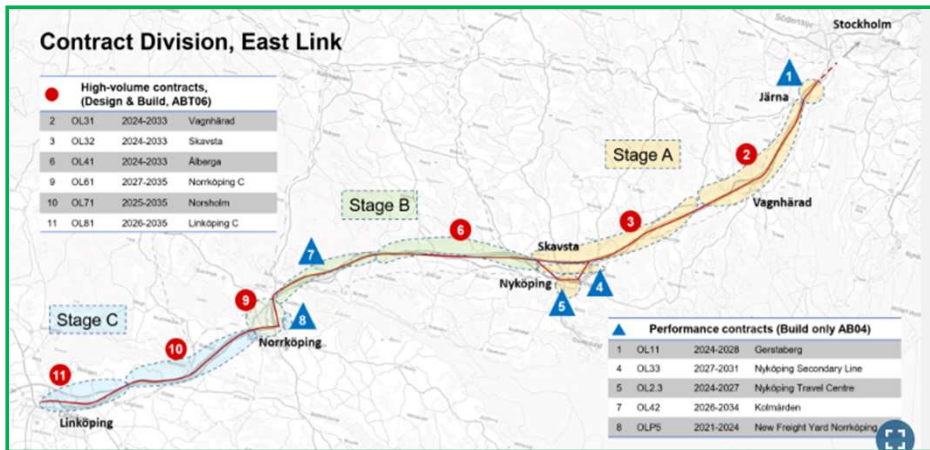 Contract Division, East Link
High-volume contracts,
(Design & Build, ABT06)
2 OL31 2024-2033 Vagnhärad
3 OL32 2024-2033 Skavsta
6 OL41 2024-2033 Ålberga
9 OL61 2027-2035 Norrköping C
10 OL71 2025-2035 Norsholm
11 OL81 2026-2035 Linköping C
Stockholm
1
Järna
2
Stage A
Vagnhärad
3
Stage B
6
Skavsta
7
Nyköping
4
5
9
8
Stage C
Norrköping
10
11
Linköping
Performance contracts (Build only AB04)
1 OL11 2024-2028 Gerstaberg
4 OL33 2027-2031 Nyköping Secondary Line
5 OL2.3 2024-2027 Nyköping Travel Centre
7 OL42 2026-2034 Kolmården
8 OLP5 2021-2024 New Freight Yard Norrköping